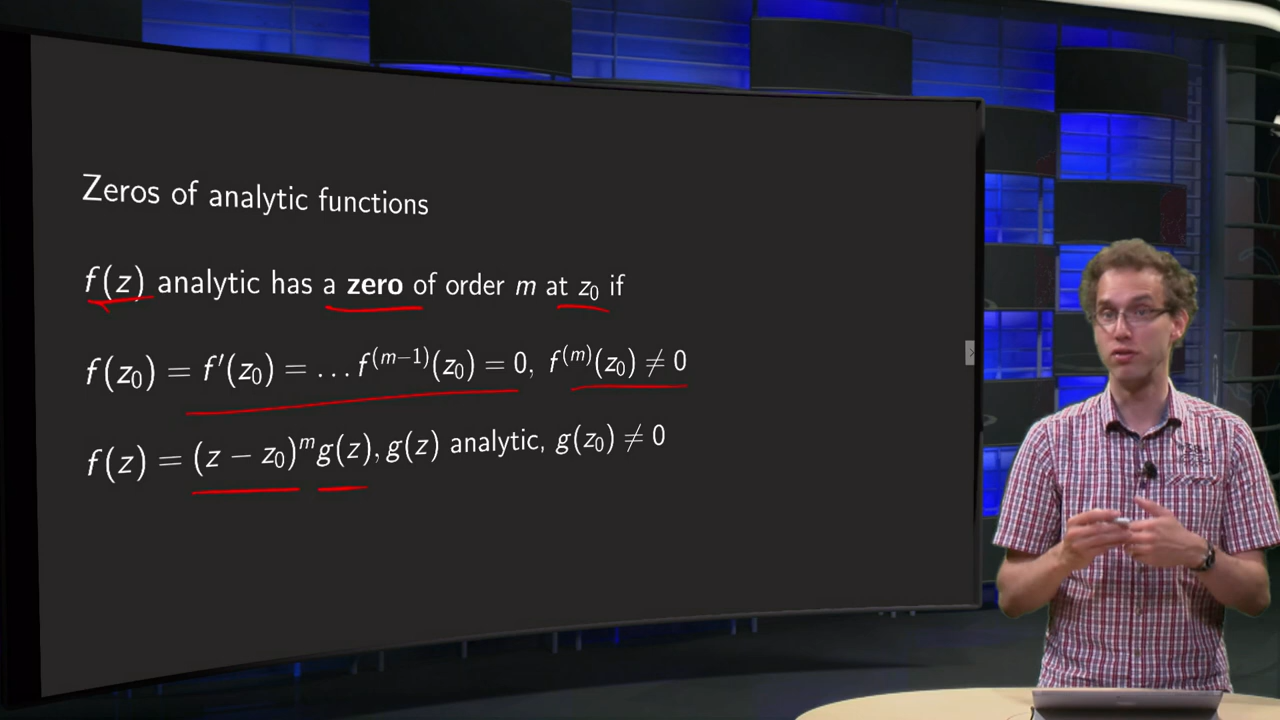 Zeros of analytic functions
f(z) analytic has a zero of order m at z₀ if
f(z₀) = f′(z₀) = … f⁽ᵐ⁻¹⁾(z₀) = 0, f⁽ᵐ⁾(z₀) ≠ 0
f(z) = (z − z₀)ᵐg(z), g(z) analytic, g(z₀) ≠ 0